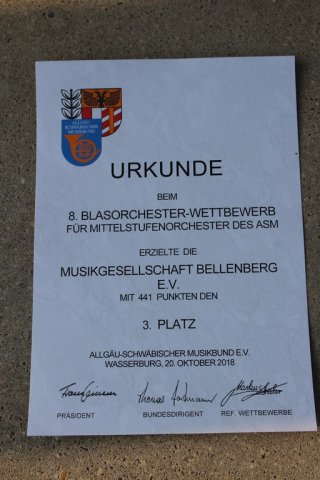 ALLGÄU-
SCHWÄBISCHER
MUSIKBUND
URKUNDE
BEIM
8. BLASORCHESTER-WETTBEWERB
FÜR MITTELSTUFENORCHESTER DES ASM
ERZIELTE DIE
MUSIKGESELLSCHAFT BELLENBERG
E.V.
MIT 441 PUNKTEN DEN
3. PLATZ
ALLGÄU-SCHWÄBISCHER MUSIKBUND E.V.
WASSERBURG, 20. OKTOBER 2018
PRÄSIDENT BUNDESDIRIGENT REF. WETTBEWERBE